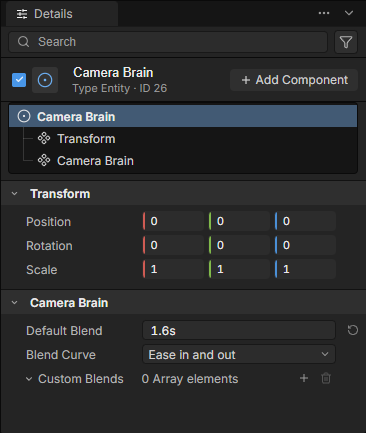 Details
Search
Camera Brain
Type Entity · ID 26
+ Add Component
Camera Brain
Transform
Camera Brain
Transform
Position 0 0 0
Rotation 0 0 0
Scale 1 1 1
Camera Brain
Default Blend 1.6s
Blend Curve Ease in and out
Custom Blends 0 Array elements